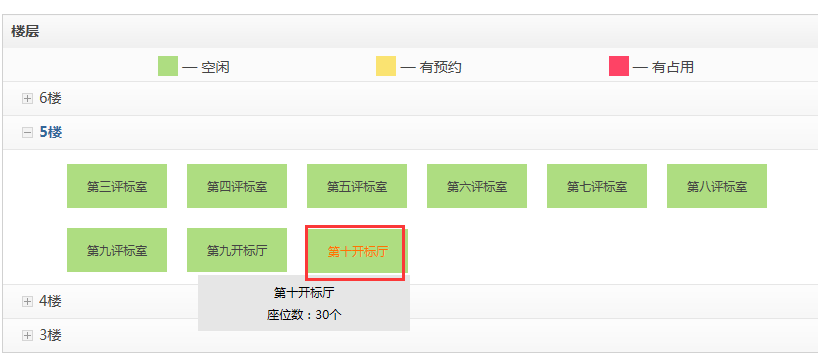 楼层
— 空闲 — 有预约 — 有占用
6楼
5楼
第三评标室 第四评标室 第五评标室 第六评标室 第七评标室 第八评标室
第九评标室 第九开标厅 第十开标厅
第十开标厅
座位数：30个
4楼
3楼